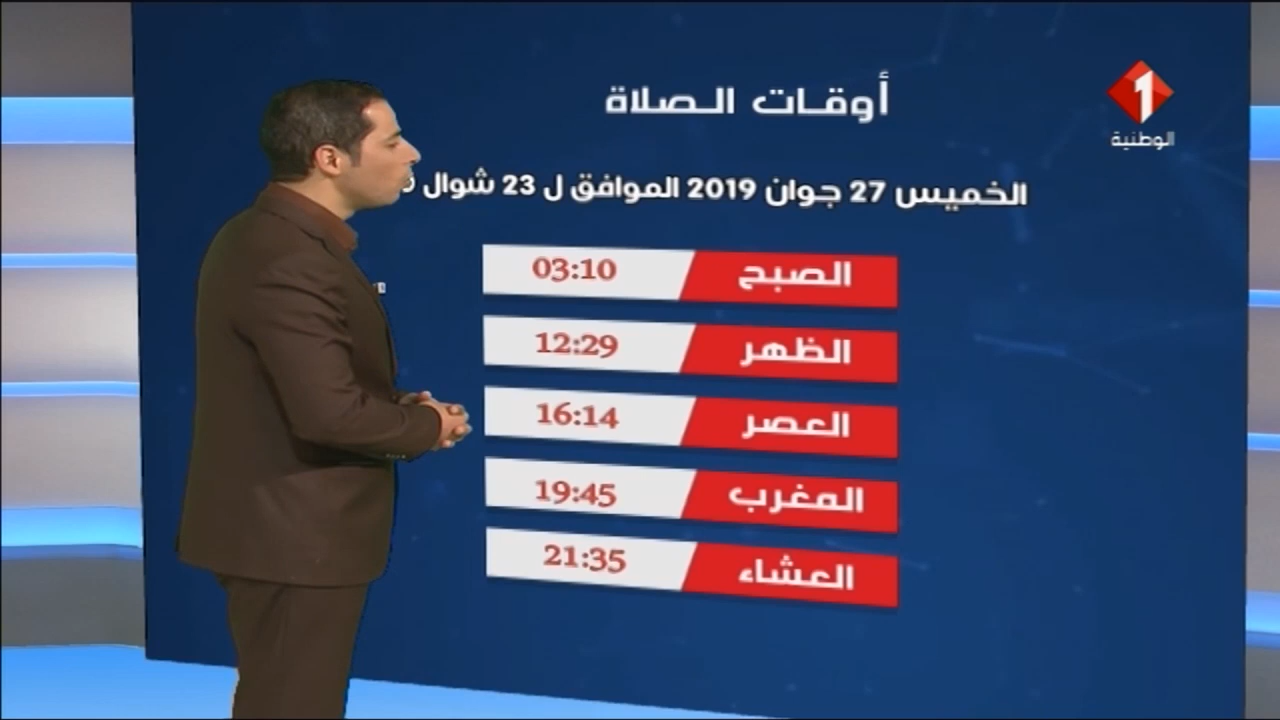 أوقات الصلاة
1
الوطنية
الخميس 27 جوان 2019 الموافق ل 23 شوال
الصبح 03:10
الظهر 12:29
العصر 16:14
المغرب 19:45
العشاء 21:35